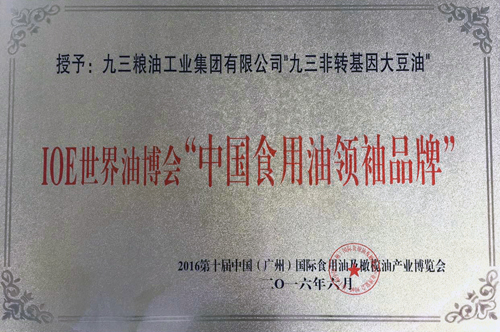 授予：九三粮油工业集团有限公司"九三非转基因大豆油"
IOE世界油博会“中国食用油领袖品牌”
2016第十届中国（广州）国际食用油及橄榄油产业博览会
二〇一六年六月